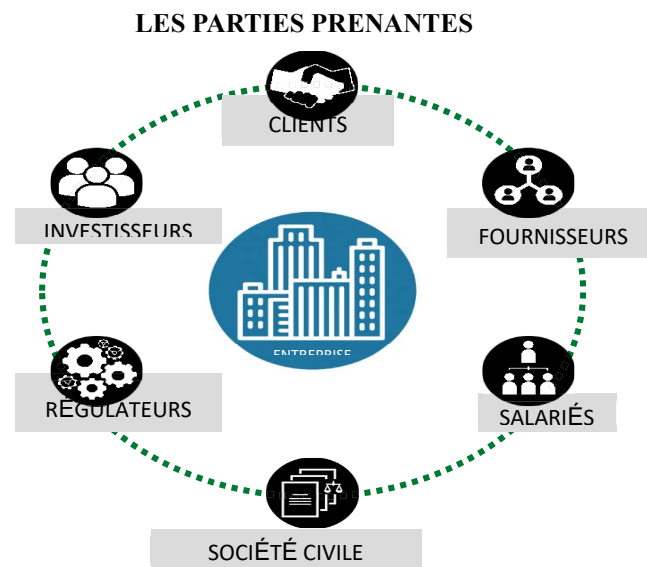 LES PARTIES PRENANTES
CLIENTS
INVESTISSEURS
FOURNISSEURS
ENTREPRISE
RÉGULATEURS
SALARIÉS
SOCIÉTÉ CIVILE